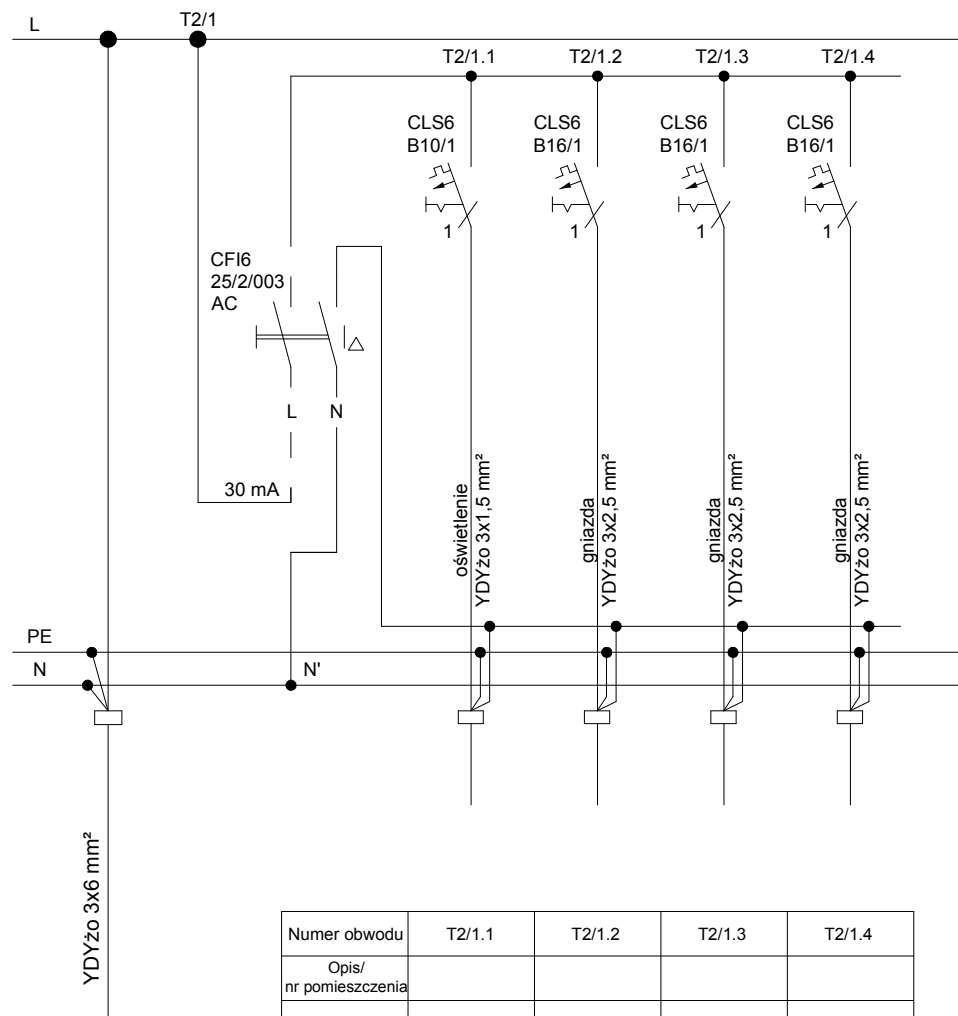 L
T2/1
T2/1.1
T2/1.2
T2/1.3
T2/1.4
CLS6
B10/1
CLS6
B16/1
CLS6
B16/1
CLS6
B16/1
1
1
1
1
CFI6
25/2/003
AC
L
N
30 mA
oświetlenie
YDYżo 3x1,5 mm²
gniazda
YDYżo 3x2,5 mm²
gniazda
YDYżo 3x2,5 mm²
gniazda
YDYżo 3x2,5 mm²
PE
N
N'
YDYżo 3x6 mm²
Numer obwodu
T2/1.1
T2/1.2
T2/1.3
T2/1.4
Opis/
nr pomieszczenia